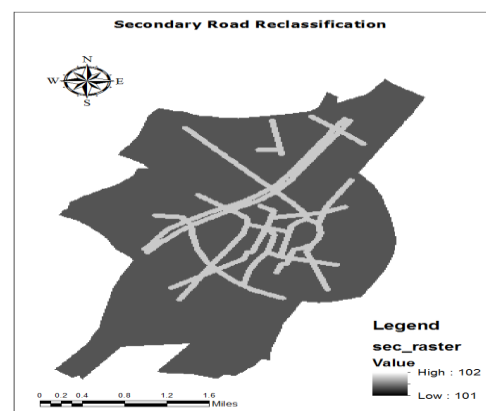 Secondary Road Reclassification
N
W E
S
Legend
sec_raster
Value
High : 102
Low : 101
0 0.2 0.4 0.8 1.2 1.6
Miles